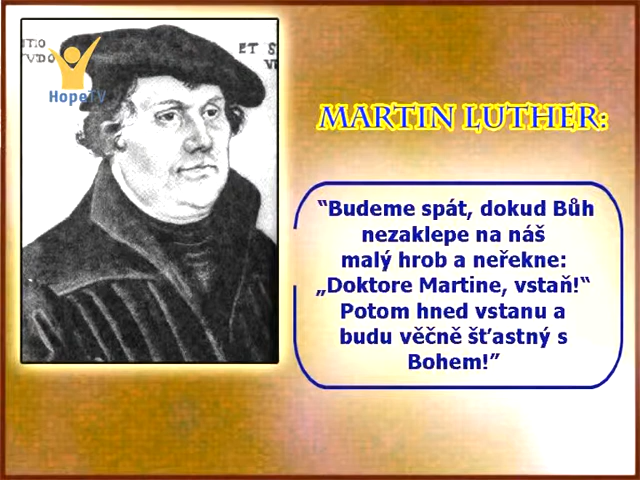 TIO
TVDO
ET S
HopeTV
MARTIN LUTHER:
“Budeme spát, dokud Bůh
nezaklepe na náš
malý hrob a neřekne:
„Doktore Martine, vstaň!“
Potom hned vstanu a
budu věčně šťastný s
Bohem!”